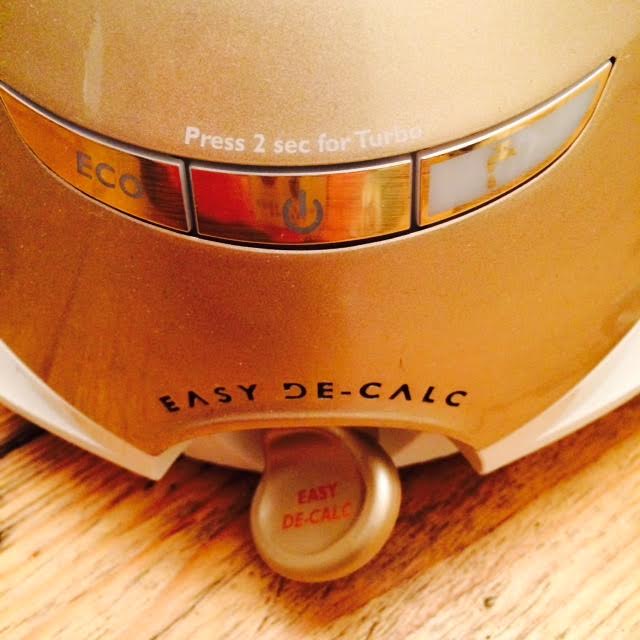 Press 2 sec for Turbo
ECO
EASY DE-CALC
EASY
DE-CALC